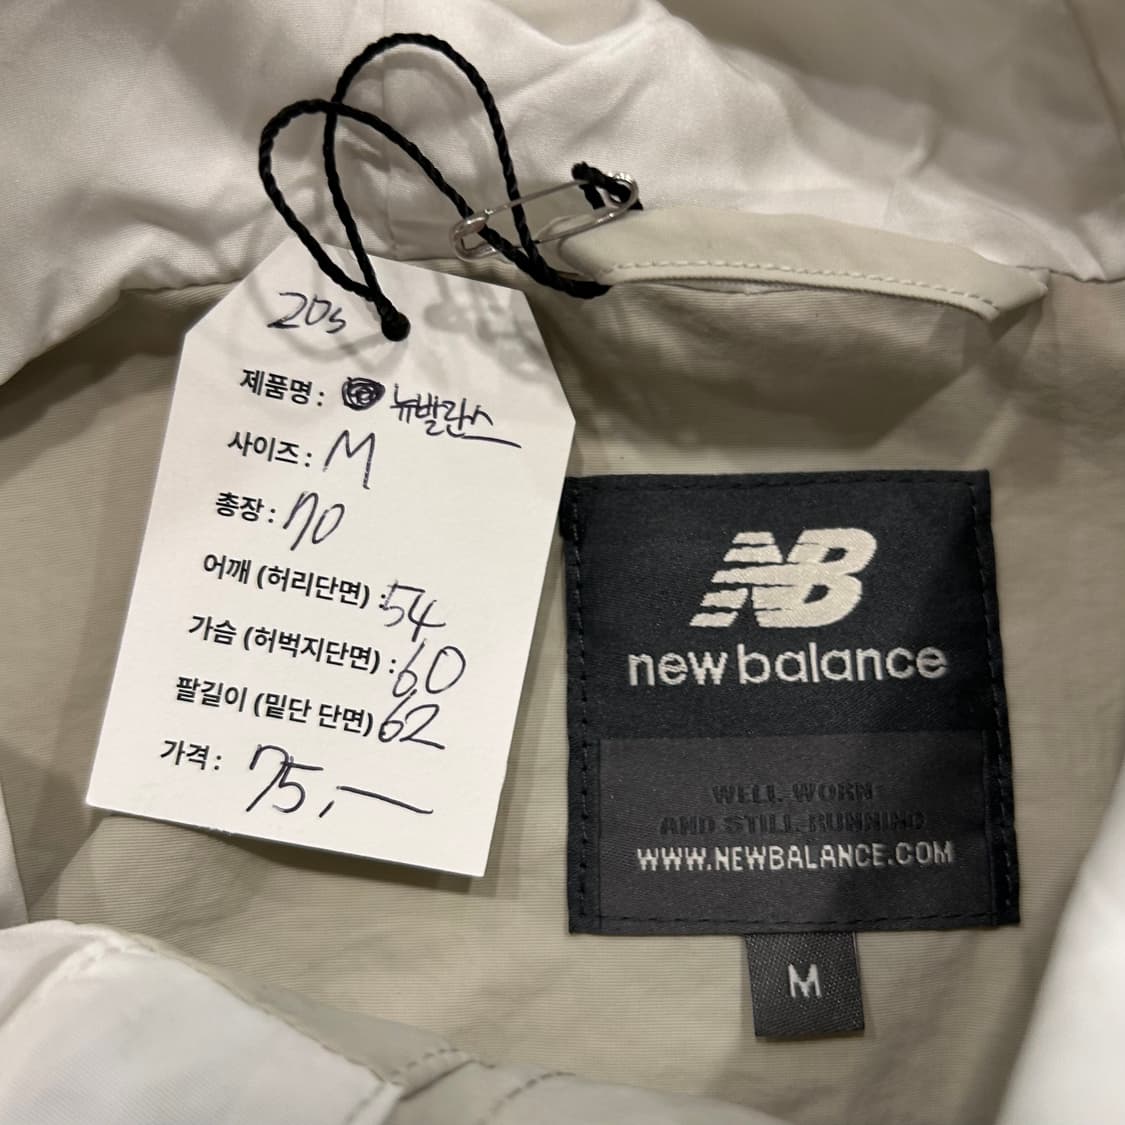 20s
제품명 : 뉴발란스
사이즈 : M
총장 : 70
어깨 (허리단면) : 54
가슴 (허벅지단면) : 60
팔길이 (밑단 단면) 62
가격 : 75,—
NB
new balance
WELL WORN
AND STILL RUNNING
WWW.NEWBALANCE.COM
M